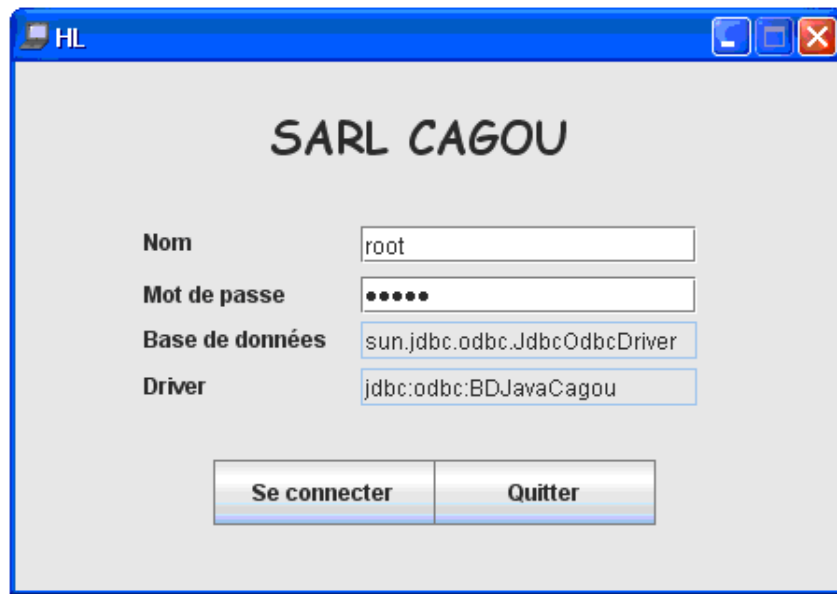 HL
SARL CAGOU
Nom root
Mot de passe •••••
Base de données sun.jdbc.odbc.JdbcOdbcDriver
Driver jdbc:odbc:BDJavaCagou
Se connecter Quitter